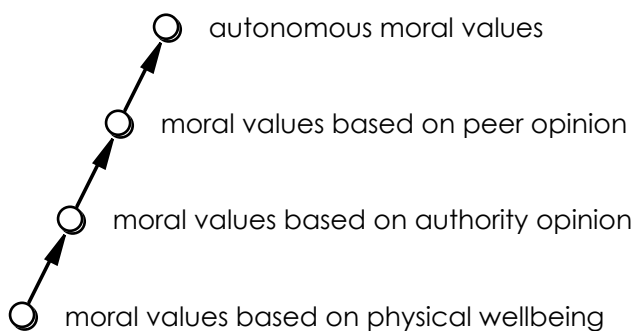 autonomous moral values
moral values based on peer opinion
moral values based on authority opinion
moral values based on physical wellbeing